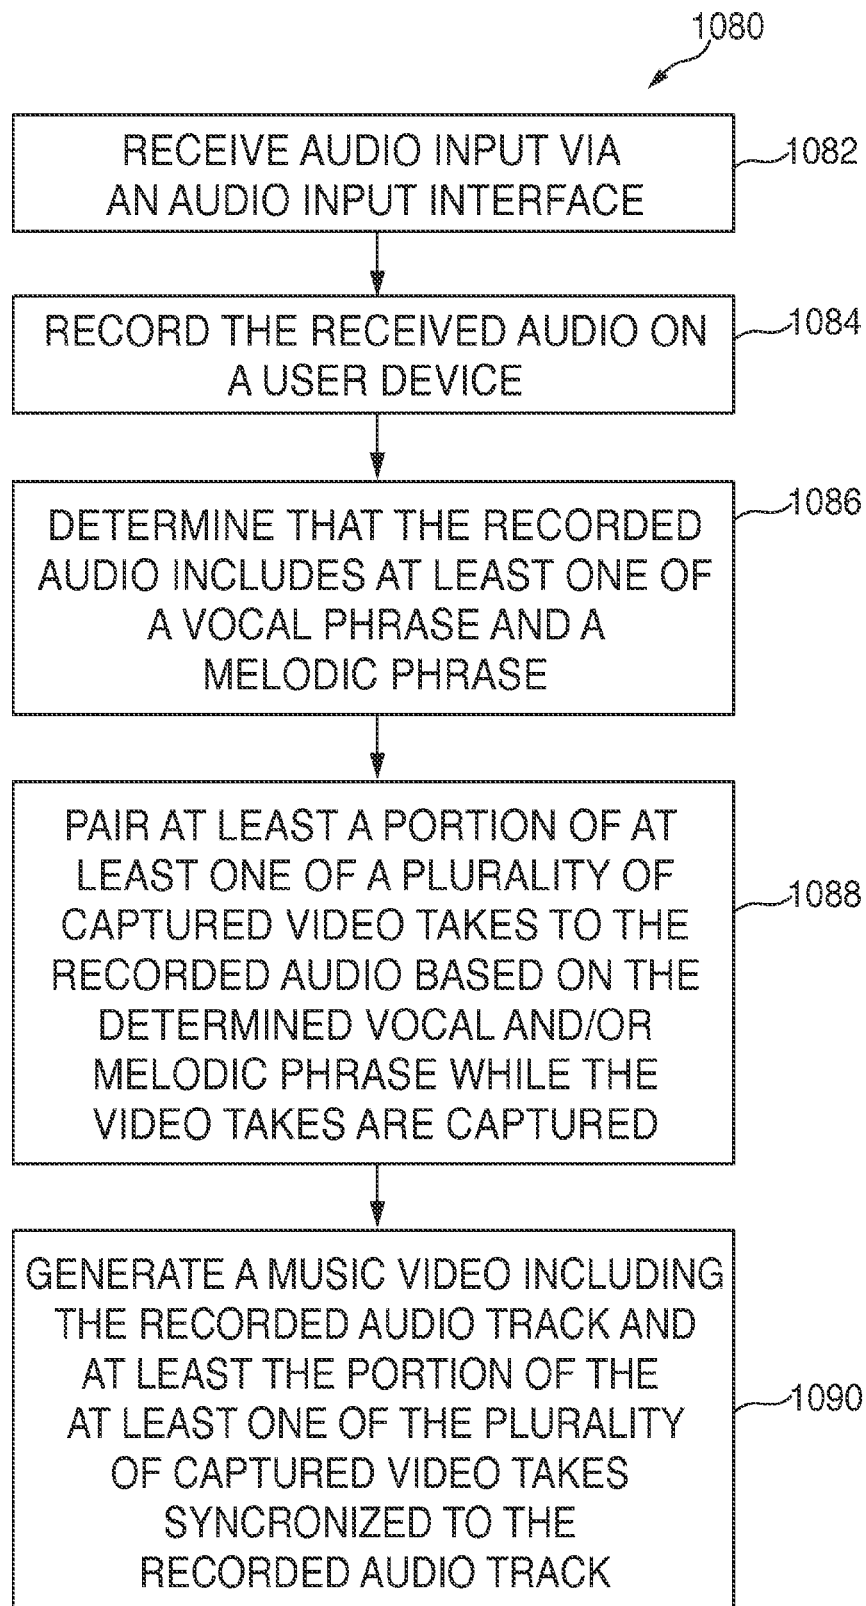 1080
RECEIVE AUDIO INPUT VIA
AN AUDIO INPUT INTERFACE
1082
RECORD THE RECEIVED AUDIO ON
A USER DEVICE
1084
DETERMINE THAT THE RECORDED
AUDIO INCLUDES AT LEAST ONE OF
A VOCAL PHRASE AND A
MELODIC PHRASE
1086
PAIR AT LEAST A PORTION OF AT
LEAST ONE OF A PLURALITY OF
CAPTURED VIDEO TAKES TO THE
RECORDED AUDIO BASED ON THE
DETERMINED VOCAL AND/OR
MELODIC PHRASE WHILE THE
VIDEO TAKES ARE CAPTURED
1088
GENERATE A MUSIC VIDEO INCLUDING
THE RECORDED AUDIO TRACK AND
AT LEAST THE PORTION OF THE
AT LEAST ONE OF THE PLURALITY
OF CAPTURED VIDEO TAKES
SYNCRONIZED TO THE
RECORDED AUDIO TRACK
1090